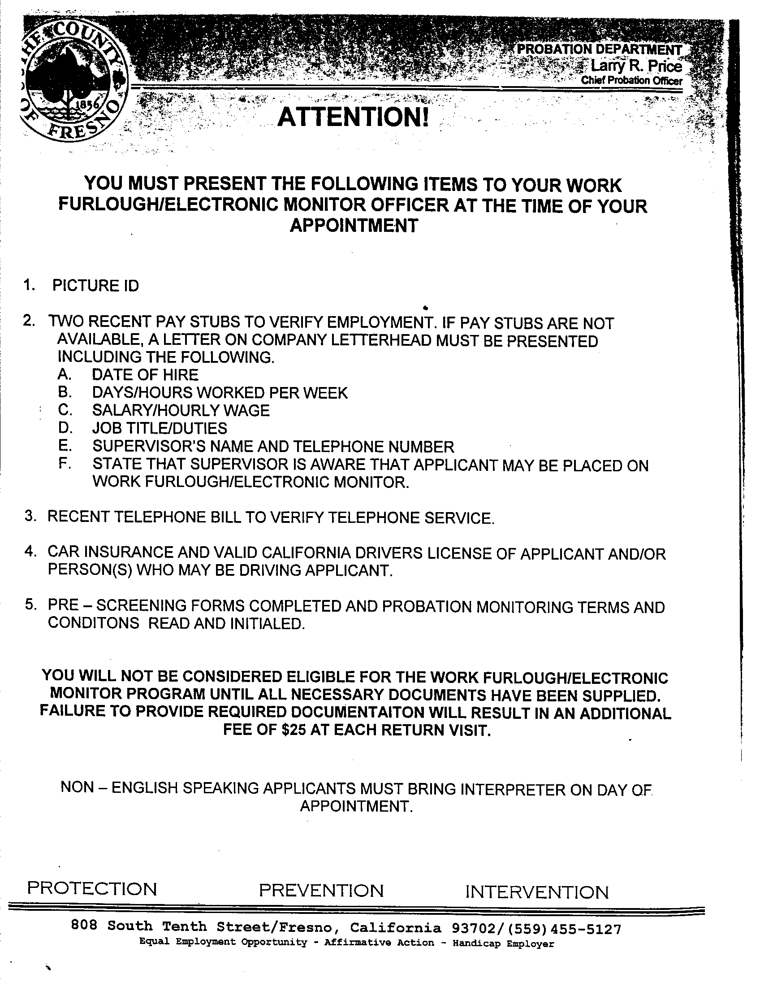 THE COUNTY OF FRESNO
1856
PROBATION DEPARTMENT
Larry R. Price
Chief Probation Officer
ATTENTION!
YOU MUST PRESENT THE FOLLOWING ITEMS TO YOUR WORK
FURLOUGH/ELECTRONIC MONITOR OFFICER AT THE TIME OF YOUR
APPOINTMENT
1. PICTURE ID
2. TWO RECENT PAY STUBS TO VERIFY EMPLOYMENT. IF PAY STUBS ARE NOT
AVAILABLE, A LETTER ON COMPANY LETTERHEAD MUST BE PRESENTED
INCLUDING THE FOLLOWING.
A. DATE OF HIRE
B. DAYS/HOURS WORKED PER WEEK
C. SALARY/HOURLY WAGE
D. JOB TITLE/DUTIES
E. SUPERVISOR'S NAME AND TELEPHONE NUMBER
F. STATE THAT SUPERVISOR IS AWARE THAT APPLICANT MAY BE PLACED ON
WORK FURLOUGH/ELECTRONIC MONITOR.
3. RECENT TELEPHONE BILL TO VERIFY TELEPHONE SERVICE.
4. CAR INSURANCE AND VALID CALIFORNIA DRIVERS LICENSE OF APPLICANT AND/OR
PERSON(S) WHO MAY BE DRIVING APPLICANT.
5. PRE – SCREENING FORMS COMPLETED AND PROBATION MONITORING TERMS AND
CONDITONS READ AND INITIALED.
YOU WILL NOT BE CONSIDERED ELIGIBLE FOR THE WORK FURLOUGH/ELECTRONIC
MONITOR PROGRAM UNTIL ALL NECESSARY DOCUMENTS HAVE BEEN SUPPLIED.
FAILURE TO PROVIDE REQUIRED DOCUMENTAITON WILL RESULT IN AN ADDITIONAL
FEE OF $25 AT EACH RETURN VISIT.
NON – ENGLISH SPEAKING APPLICANTS MUST BRING INTERPRETER ON DAY OF
APPOINTMENT.
PROTECTION PREVENTION INTERVENTION
808 South Tenth Street/Fresno, California 93702/(559)455-5127
Equal Employment Opportunity - Affirmative Action - Handicap Employer